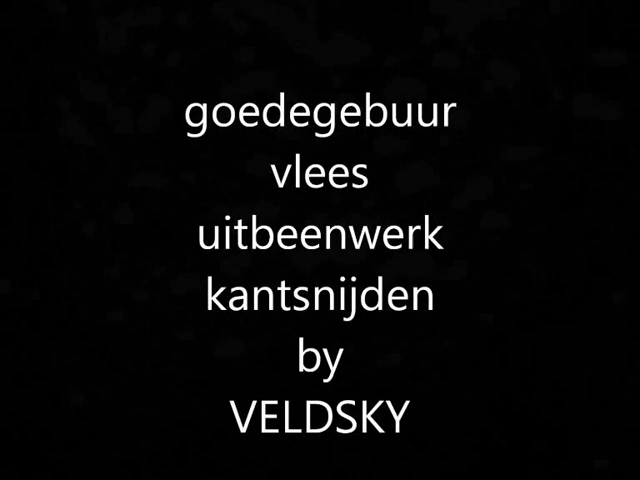 goedegebuur
vlees
uitbeenwerk
kantsnijden
by
VELDSKY